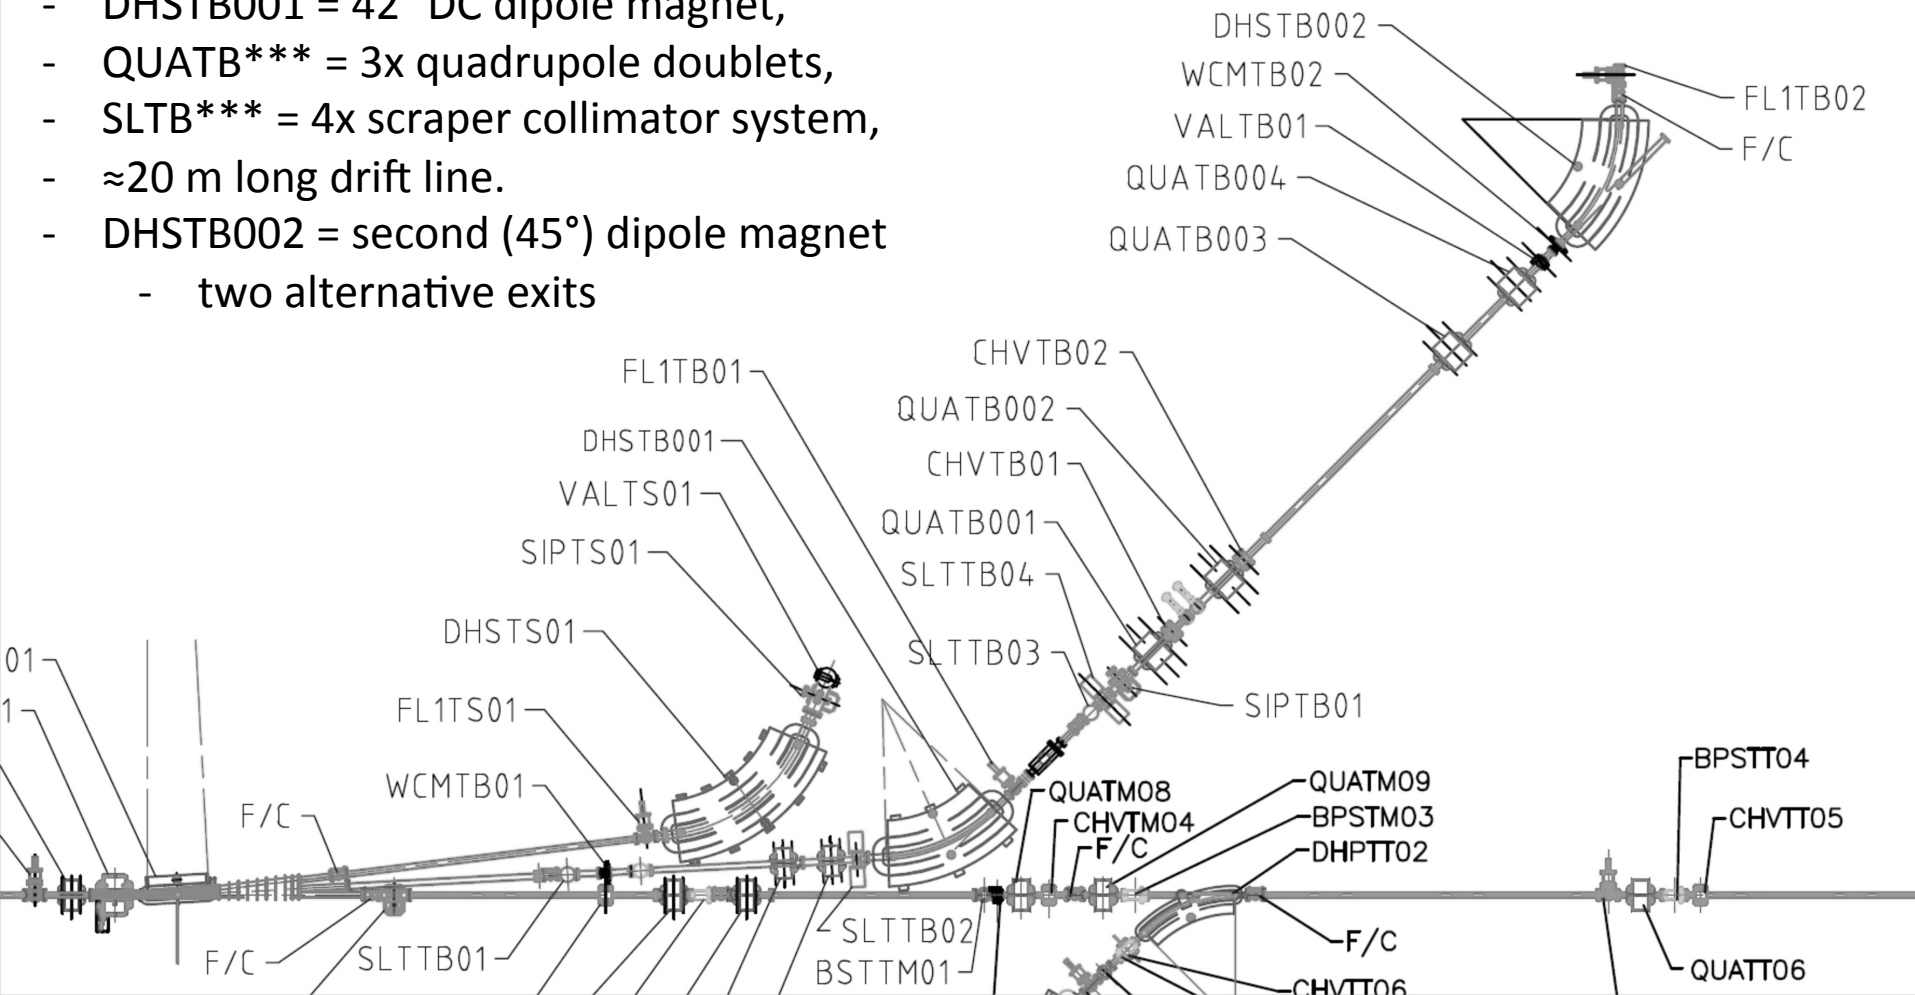 - DHSTB001 = 42° DC dipole magnet,
- QUATB*** = 3x quadrupole doublets,
- SLTB*** = 4x scraper collimator system,
- ≈20 m long drift line.
- DHSTB002 = second (45°) dipole magnet
- two alternative exits
DHSTB002
WCMTB02
FL1TB02
VALTB01
F/C
QUATB004
QUATB003
CHVTB02
FL1TB01
QUATB002
DHSTB001
CHVTB01
VALTS01
QUATB001
SIPTS01
SLTTB04
DHSTS01
SLTTB03
01
SIPTB01
FL1TS01
1
BPSTT04
WCMTB01
QUATM08
QUATM09
F/C
CHVTM04
BPSTM03
CHVTT05
F/C
DHPTT02
SLTTB02
F/C
F/C
SLTTB01
BSTTM01
QUATT06
CHVTT06